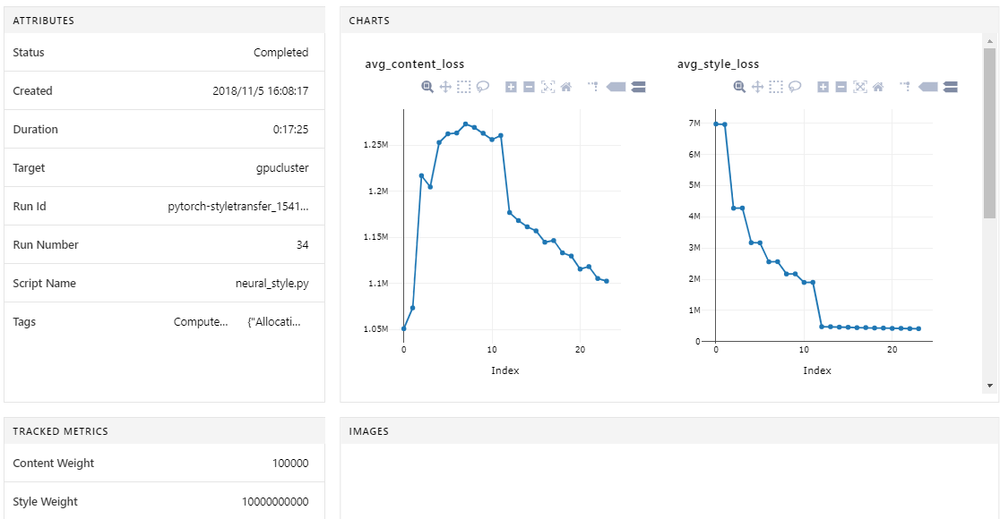 ATTRIBUTES
Status Completed
Created 2018/11/5 16:08:17
Duration 0:17:25
Target gpucluster
Run Id pytorch-styletransfer_1541...
Run Number 34
Script Name neural_style.py
Tags Compute... {"Allocati...
CHARTS
avg_content_loss
1.25M
1.2M
1.15M
1.1M
1.05M
0 10 20
Index
avg_style_loss
7M
6M
5M
4M
3M
2M
1M
0
0 10 20
Index
TRACKED METRICS
Content Weight 100000
Style Weight 10000000000
IMAGES